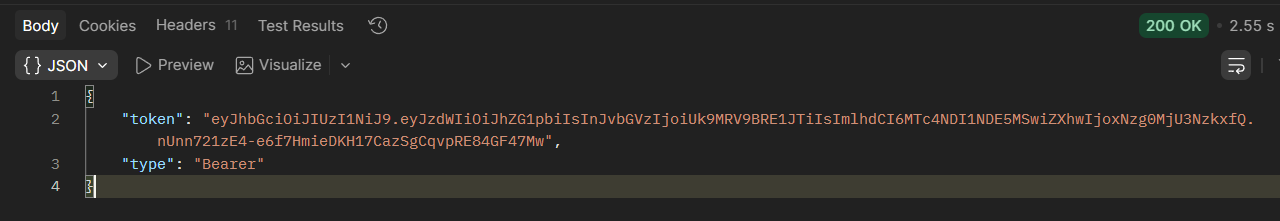 Body Cookies Headers 11 Test Results 200 OK • 2.55 s
{} JSON Preview Visualize
1 {
2 "token": "eyJhbGciOiJIUzI1NiJ9.eyJzdWIiOiJhZG1pbiIsInJvbGVzIjoiUk9MRV9BRE1JTiIsImlhdCI6MTc4NDI1NDE5MSwiZXhwIjoxNzg0MjU3NzkxfQ.
nUnn721zE4-e6f7HmieDKH17CazSgCqvpRE84GF47Mw",
3 "type": "Bearer"
4 }